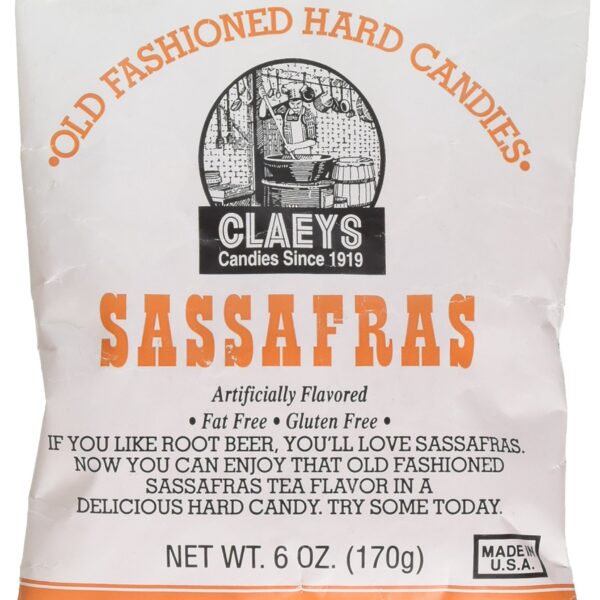 •OLD FASHIONED HARD CANDIES•
CLAEYS
Candies Since 1919
SASSAFRAS
Artificially Flavored
• Fat Free • Gluten Free •
IF YOU LIKE ROOT BEER, YOU'LL LOVE SASSAFRAS.
NOW YOU CAN ENJOY THAT OLD FASHIONED
SASSAFRAS TEA FLAVOR IN A
DELICIOUS HARD CANDY. TRY SOME TODAY.
NET WT. 6 OZ. (170g)
MADE IN
U.S.A.